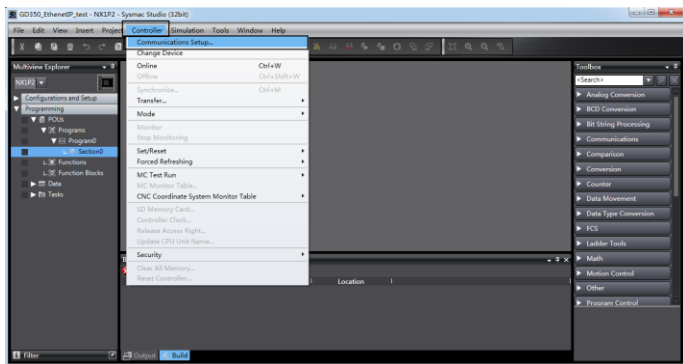 GD350_EthenetIP_test - NX1P2 - Sysmac Studio (32bit)
File Edit View Insert Project Controller Simulation Tools Window Help
Communications Setup...
Change Device
Online Ctrl+W
Offline Ctrl+Shift+W
Synchronize... Ctrl+M
Transfer...
Mode
Monitor
Stop Monitoring
Set/Reset
Forced Refreshing
MC Test Run
MC Monitor Table...
CNC Coordinate System Monitor Table
SD Memory Card...
Controller Clock...
Release Access Right...
Update CPU Unit Name...
Security
Clear All Memory...
Reset Controller...
Multiview Explorer
NX1P2
Configurations and Setup
Programming
POUs
Programs
Program0
Section0
Functions
Function Blocks
Data
Tasks
Filter
Location
Output Build
Toolbox
<Search>
Analog Conversion
BCD Conversion
Bit String Processing
Communications
Comparison
Conversion
Counter
Data Movement
Data Type Conversion
FCS
Ladder Tools
Math
Motion Control
Other
Program Control